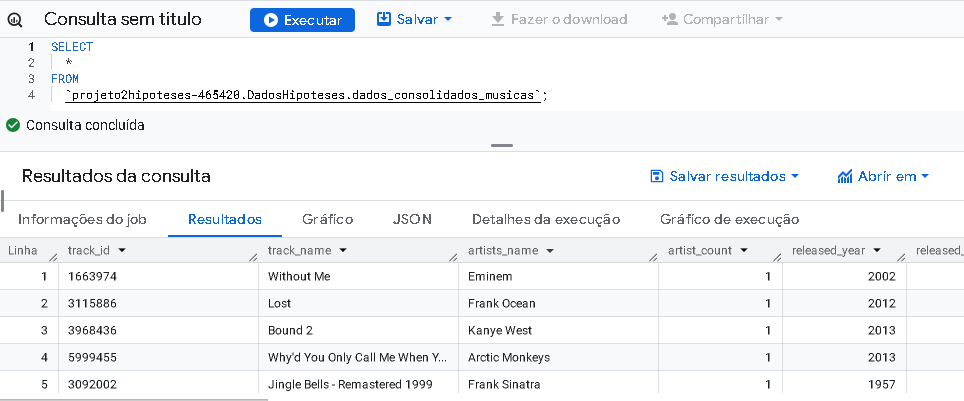 Consulta sem titulo Executar Salvar Fazer o download Compartilhar
1 SELECT
2 *
3 FROM
4 `projeto2hipoteses-465420.DadosHipoteses.dados_consolidados_musicas`;
Consulta concluída
Resultados da consulta Salvar resultados Abrir em
Informações do job Resultados Gráfico JSON Detalhes da execução Gráfico de execução
Linha track_id track_name artists_name artist_count released_year released_
1 1663974 Without Me Eminem 1 2002
2 3115886 Lost Frank Ocean 1 2012
3 3968436 Bound 2 Kanye West 1 2013
4 5999455 Why'd You Only Call Me When Y... Arctic Monkeys 1 2013
5 3092002 Jingle Bells - Remastered 1999 Frank Sinatra 1 1957